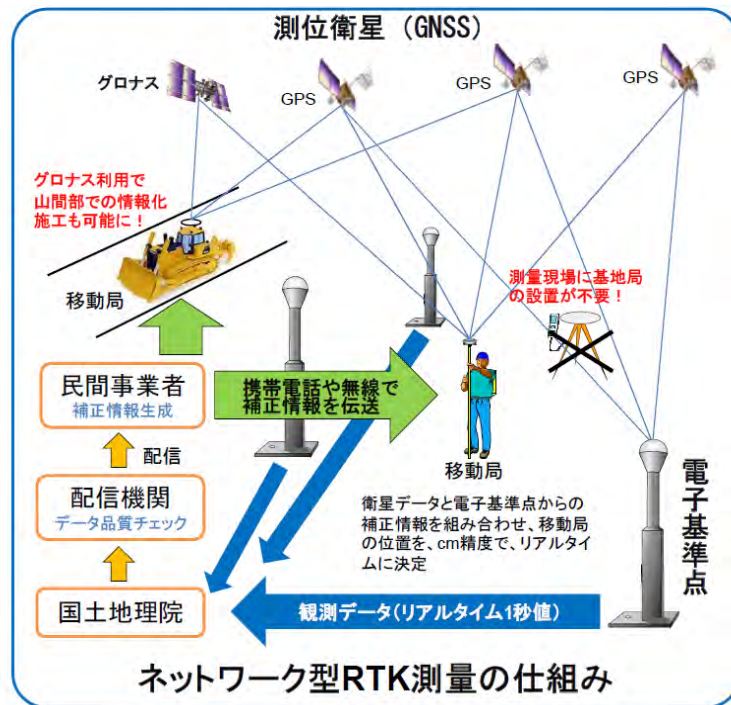 測位衛星（GNSS）
グロナス
GPS
GPS
GPS
グロナス利用で
山間部での情報化
施工も可能に！
移動局
測量現場に基地局
の設置が不要！
民間事業者
補正情報生成
携帯電話や無線で
補正情報を伝送
配信
移動局
電子基準点
配信機関
データ品質チェック
衛星データと電子基準点からの
補正情報を組み合わせ、移動局
の位置を、cm精度で、リアルタイ
ムに決定
国土地理院
観測データ(リアルタイム1秒値)
ネットワーク型RTK測量の仕組み